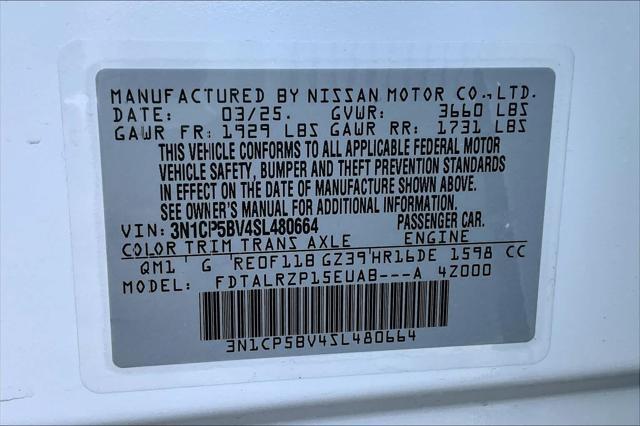 MANUFACTURED BY NISSAN MOTOR CO., LTD.
DATE: 03/25. GVWR: 3660 LBS
GAWR FR: 1929 LBS GAWR RR: 1731 LBS
THIS VEHICLE CONFORMS TO ALL APPLICABLE FEDERAL MOTOR
VEHICLE SAFETY, BUMPER AND THEFT PREVENTION STANDARDS
IN EFFECT ON THE DATE OF MANUFACTURE SHOWN ABOVE.
SEE OWNER'S MANUAL FOR ADDITIONAL INFORMATION.
VIN: 3N1CP5BV4SL480664 PASSENGER CAR.
COLOR TRIM TRANS AXLE ENGINE
QM1 G RE0F11B GZ39 HR16DE 1598 CC
MODEL: FDTALRZP15EUAB---A 4Z000
3N1CP5BV4SL480664